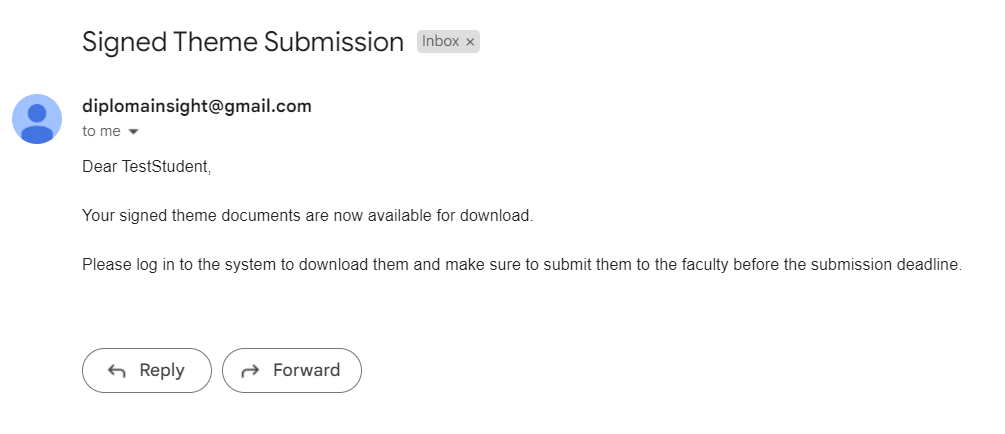 Signed Theme Submission Inbox ×
diplomainsight@gmail.com
to me
Dear TestStudent,
Your signed theme documents are now available for download.
Please log in to the system to download them and make sure to submit them to the faculty before the submission deadline.
Reply Forward